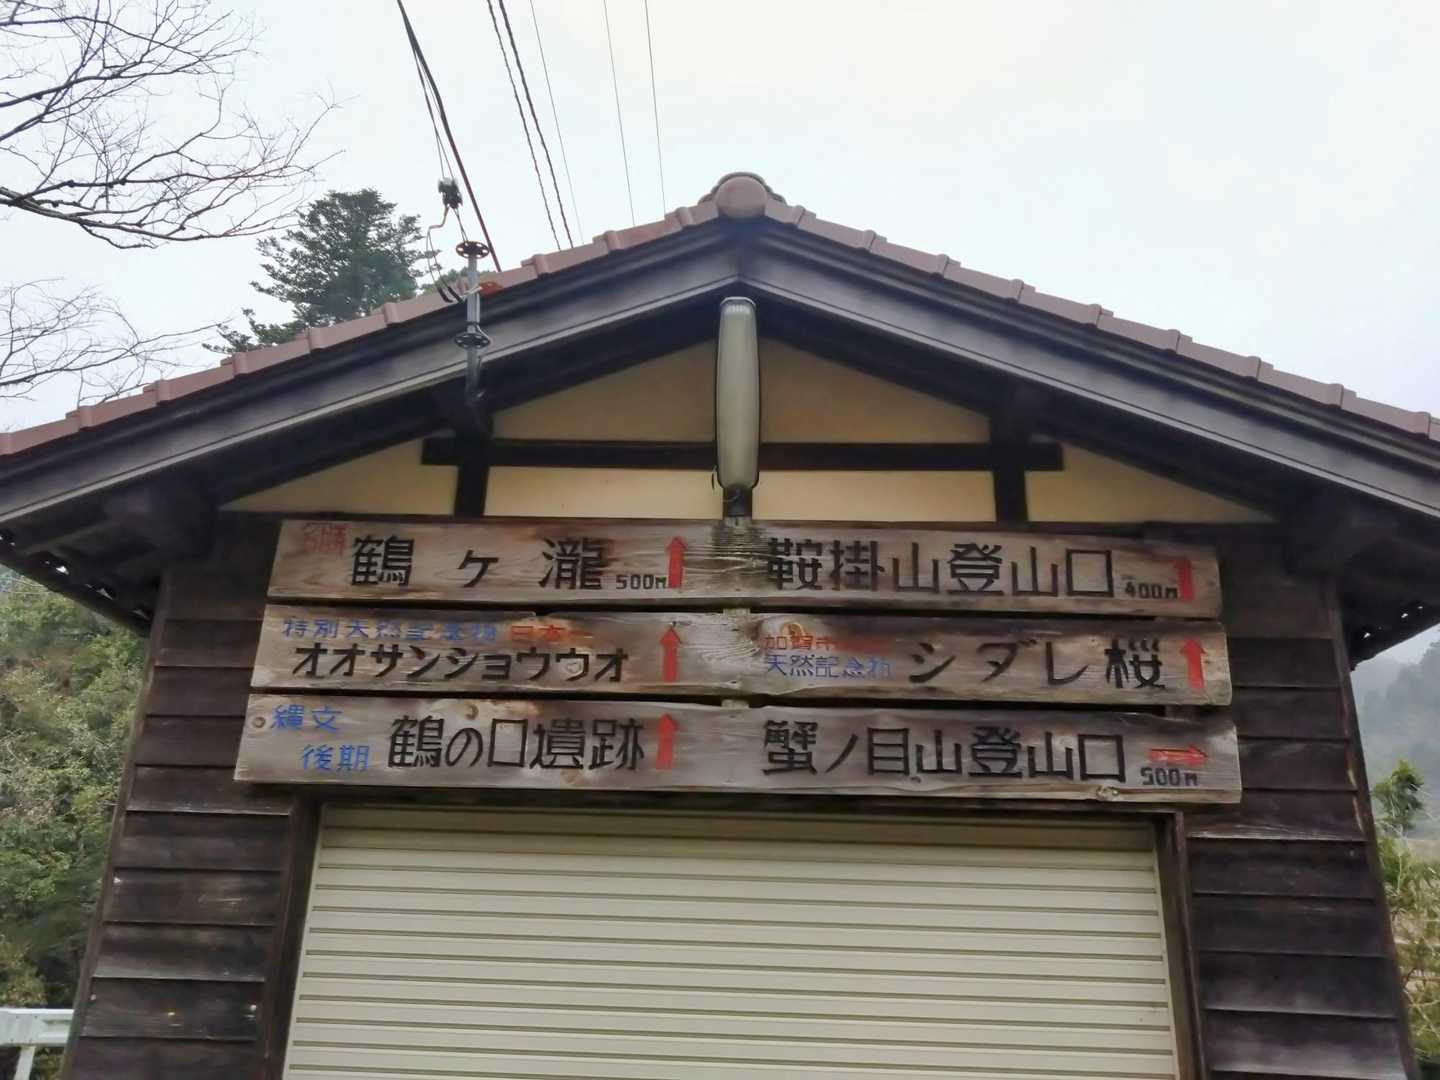 名勝 鶴ヶ滝 500m
鞍掛山登山口 400m
特別天然記念物 日本一
オオサンショウウオ
加賀市
天然記念物 シダレ桜
縄文
後期 鶴の口遺跡
蟹ノ目山登山口 500m